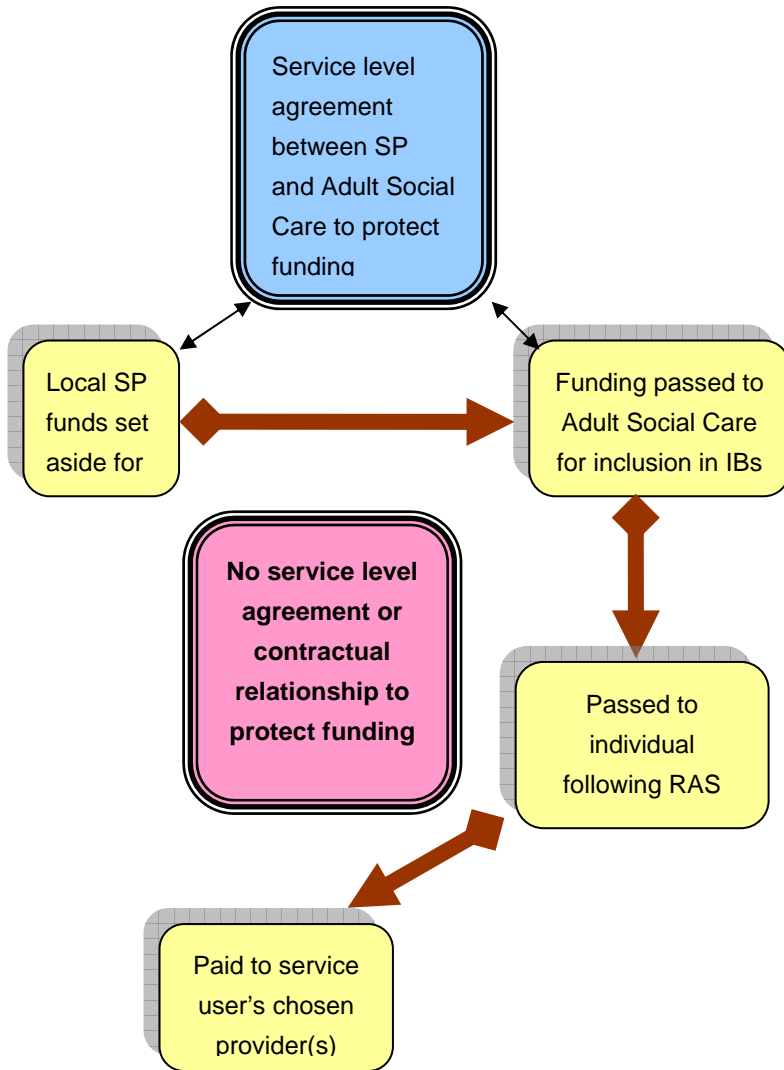 Service level
agreement
between SP
and Adult Social
Care to protect
funding
Local SP
funds set
aside for
Funding passed to
Adult Social Care
for inclusion in IBs
No service level
agreement or
contractual
relationship to
protect funding
Passed to
individual
following RAS
Paid to service
user’s chosen
provider(s)